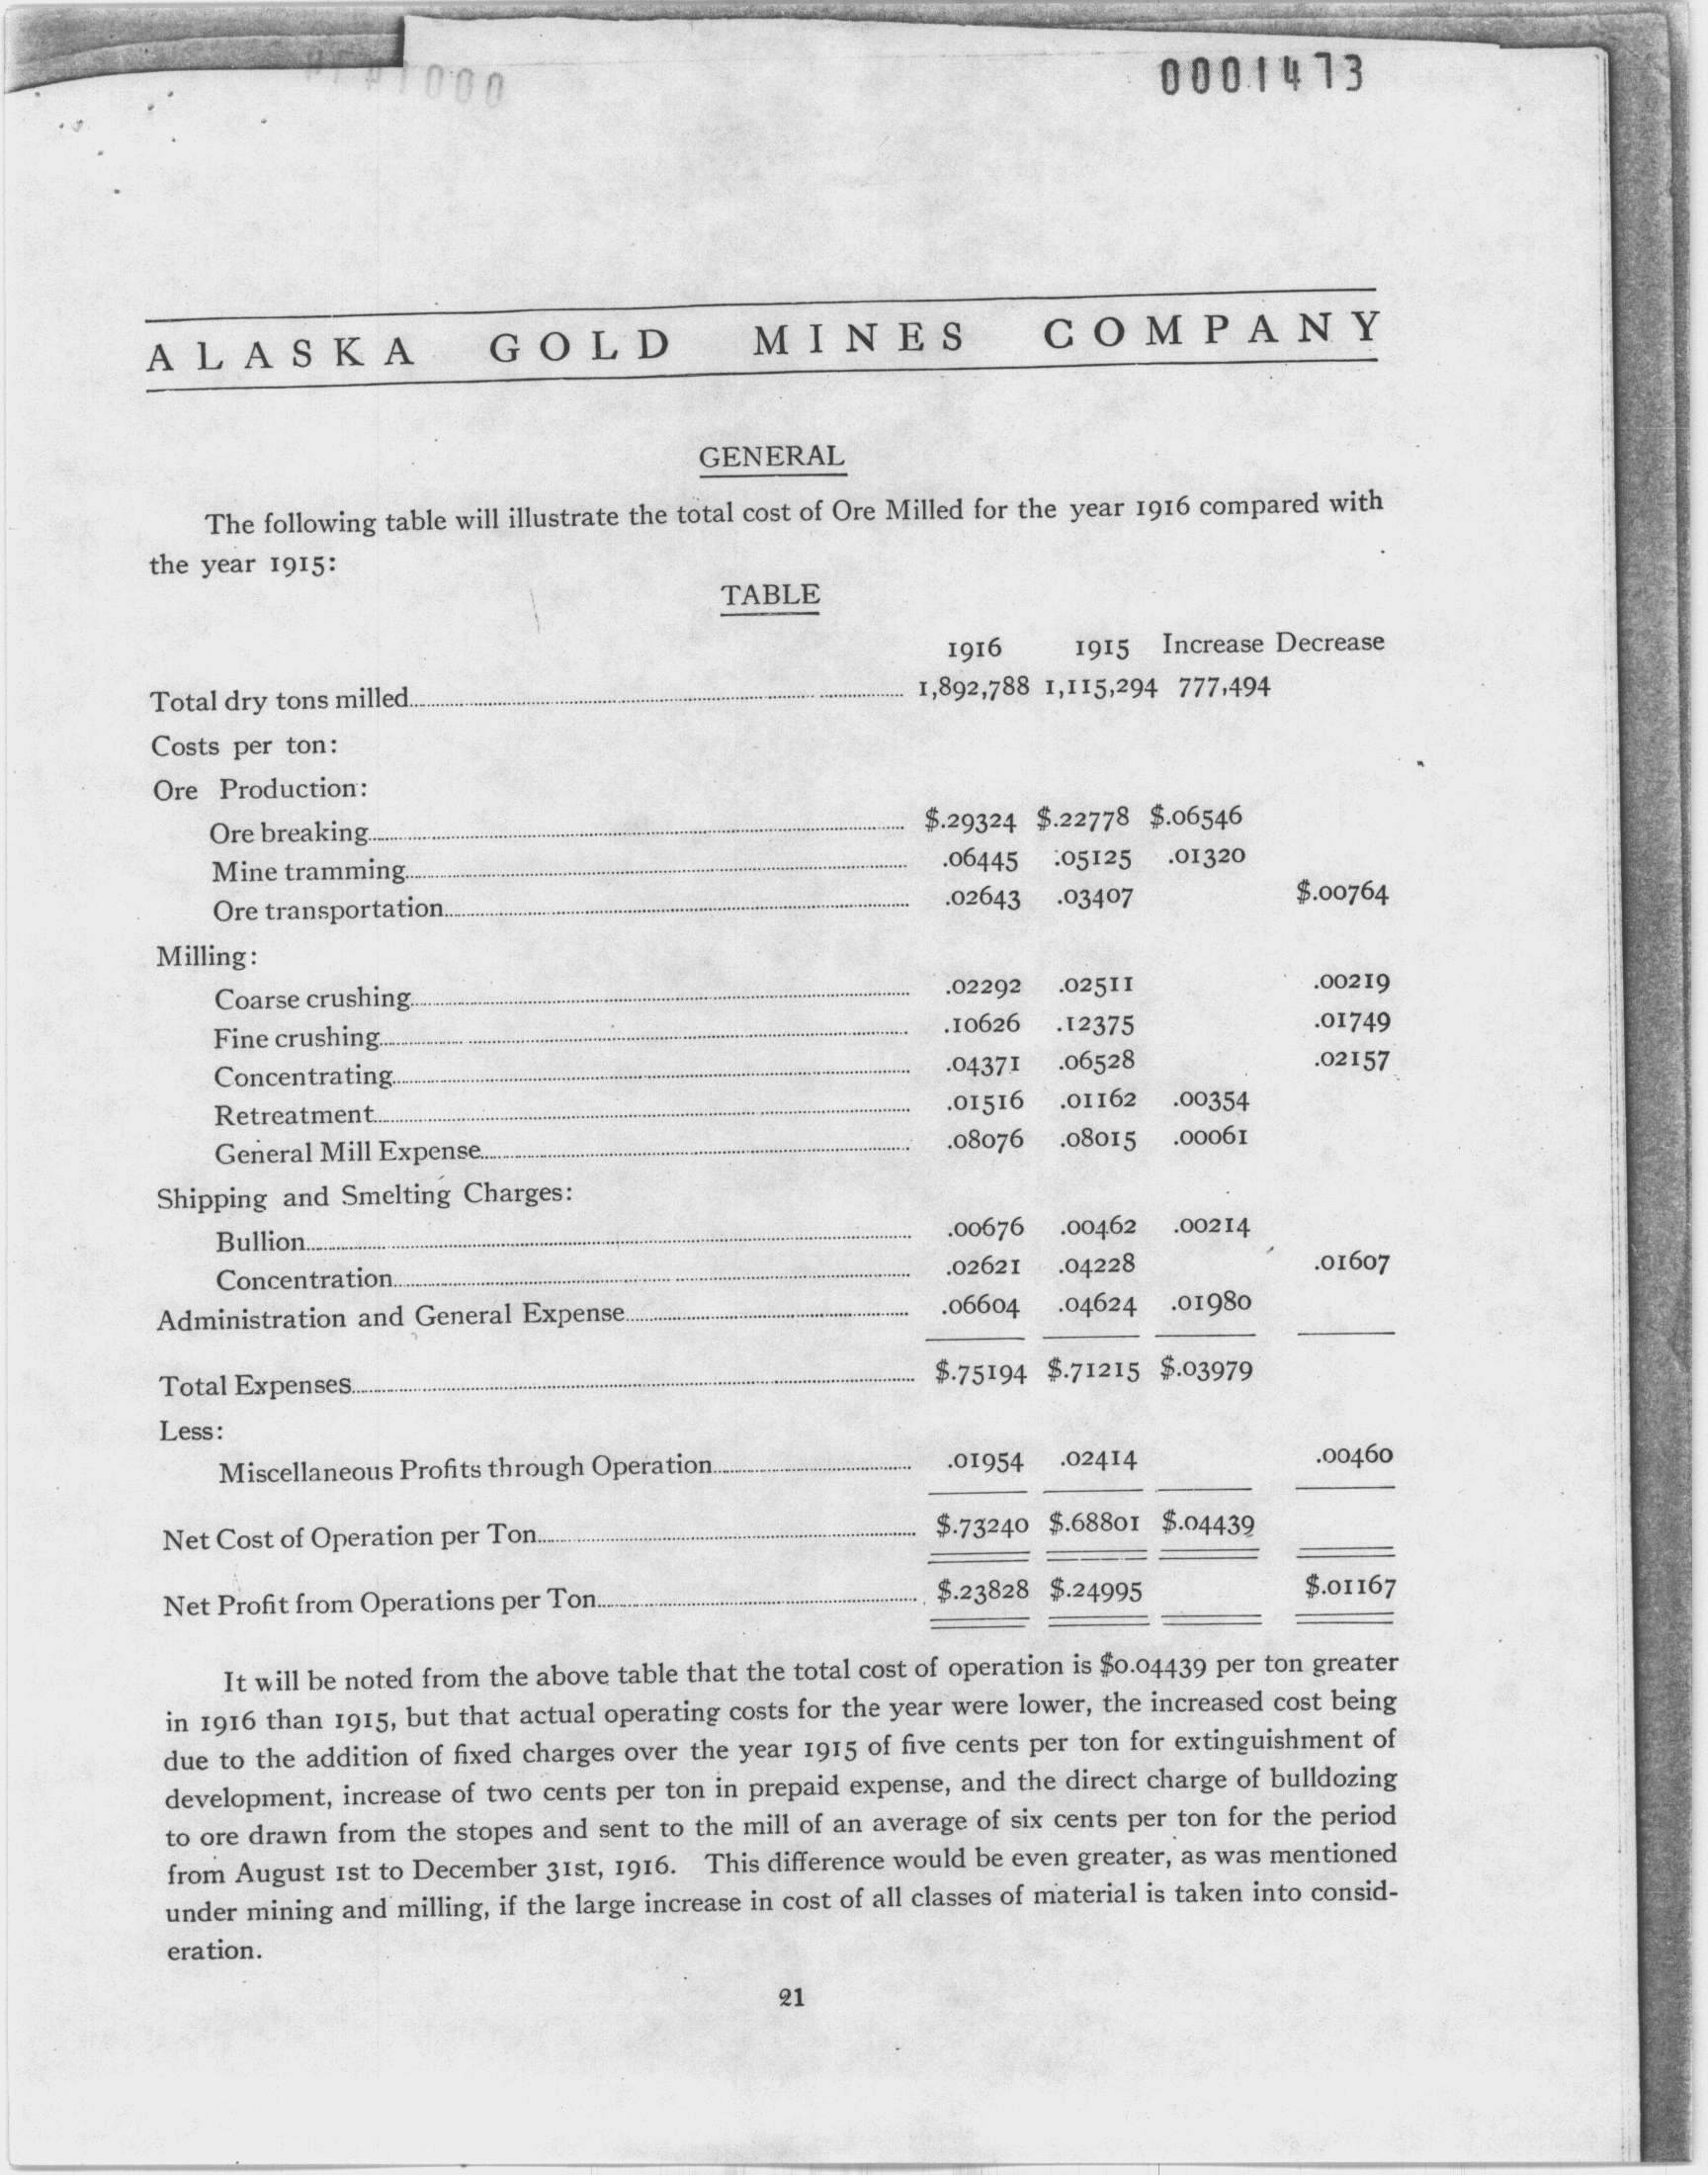 0001473
ALASKA GOLD MINES COMPANY
GENERAL
The following table will illustrate the total cost of Ore Milled for the year 1916 compared with
the year 1915:
TABLE
1916 1915 Increase Decrease
Total dry tons milled 1,892,788 1,115,294 777,494
Costs per ton:
Ore Production:
Ore breaking $.29324 $.22778 $.06546
Mine tramming .06445 .05125 .01320
Ore transportation .02643 .03407 $.00764
Milling:
Coarse crushing .02292 .02511 .00219
Fine crushing .10626 .12375 .01749
Concentrating .04371 .06528 .02157
Retreatment .01516 .01162 .00354
General Mill Expense .08076 .08015 .00061
Shipping and Smelting Charges:
Bullion .00676 .00462 .00214
Concentration .02621 .04228 .01607
Administration and General Expense .06604 .04624 .01980
Total Expenses $.75194 $.71215 $.03979
Less:
Miscellaneous Profits through Operation .01954 .02414 .00460
Net Cost of Operation per Ton $.73240 $.68801 $.04439
Net Profit from Operations per Ton $.23828 $.24995 $.01167
It will be noted from the above table that the total cost of operation is $0.04439 per ton greater
in 1916 than 1915, but that actual operating costs for the year were lower, the increased cost being
due to the addition of fixed charges over the year 1915 of five cents per ton for extinguishment of
development, increase of two cents per ton in prepaid expense, and the direct charge of bulldozing
to ore drawn from the stopes and sent to the mill of an average of six cents per ton for the period
from August 1st to December 31st, 1916. This difference would be even greater, as was mentioned
under mining and milling, if the large increase in cost of all classes of material is taken into consid-
eration.
21